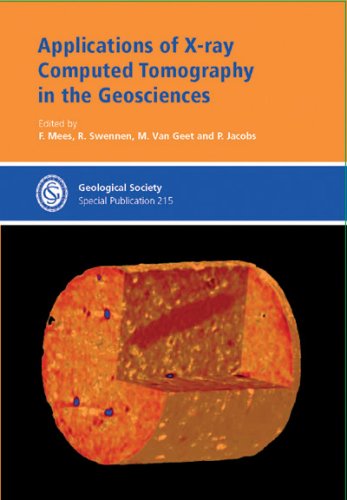 Applications of X-ray
Computed Tomography
in the Geosciences
Edited by
F. Mees, R. Swennen, M. Van Geet and P. Jacobs
Geological Society
Special Publication 215